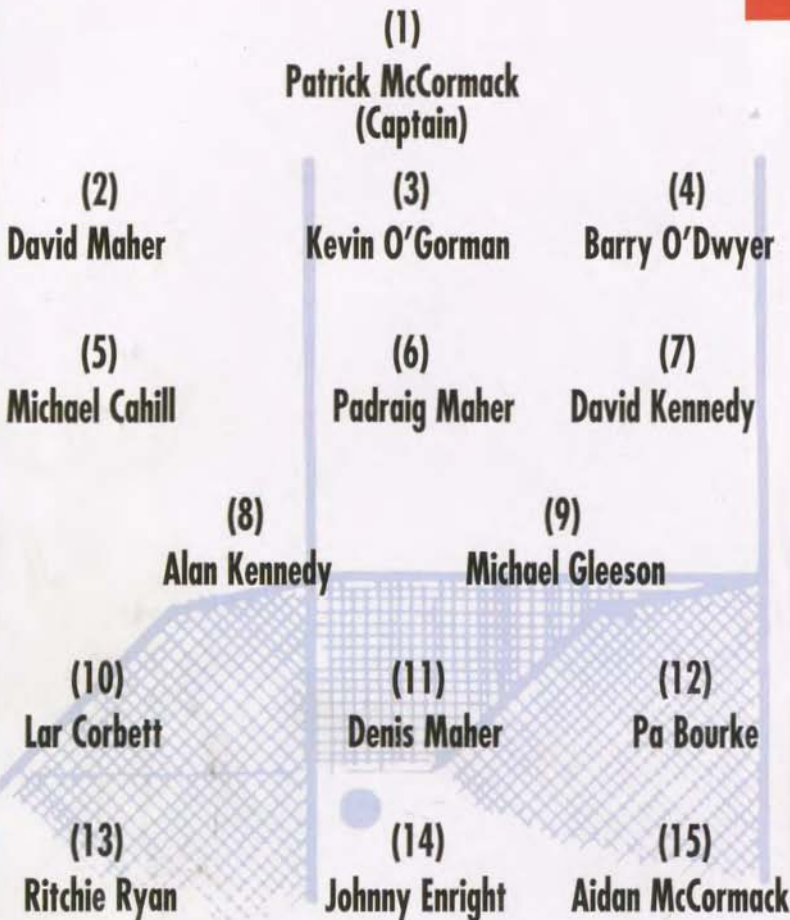 (1)
Patrick McCormack
(Captain)
(2) (3) (4)
David Maher Kevin O'Gorman Barry O'Dwyer
(5) (6) (7)
Michael Cahill Padraig Maher David Kennedy
(8) (9)
Alan Kennedy Michael Gleeson
(10) (11) (12)
Lar Corbett Denis Maher Pa Bourke
(13) (14) (15)
Ritchie Ryan Johnny Enright Aidan McCormack